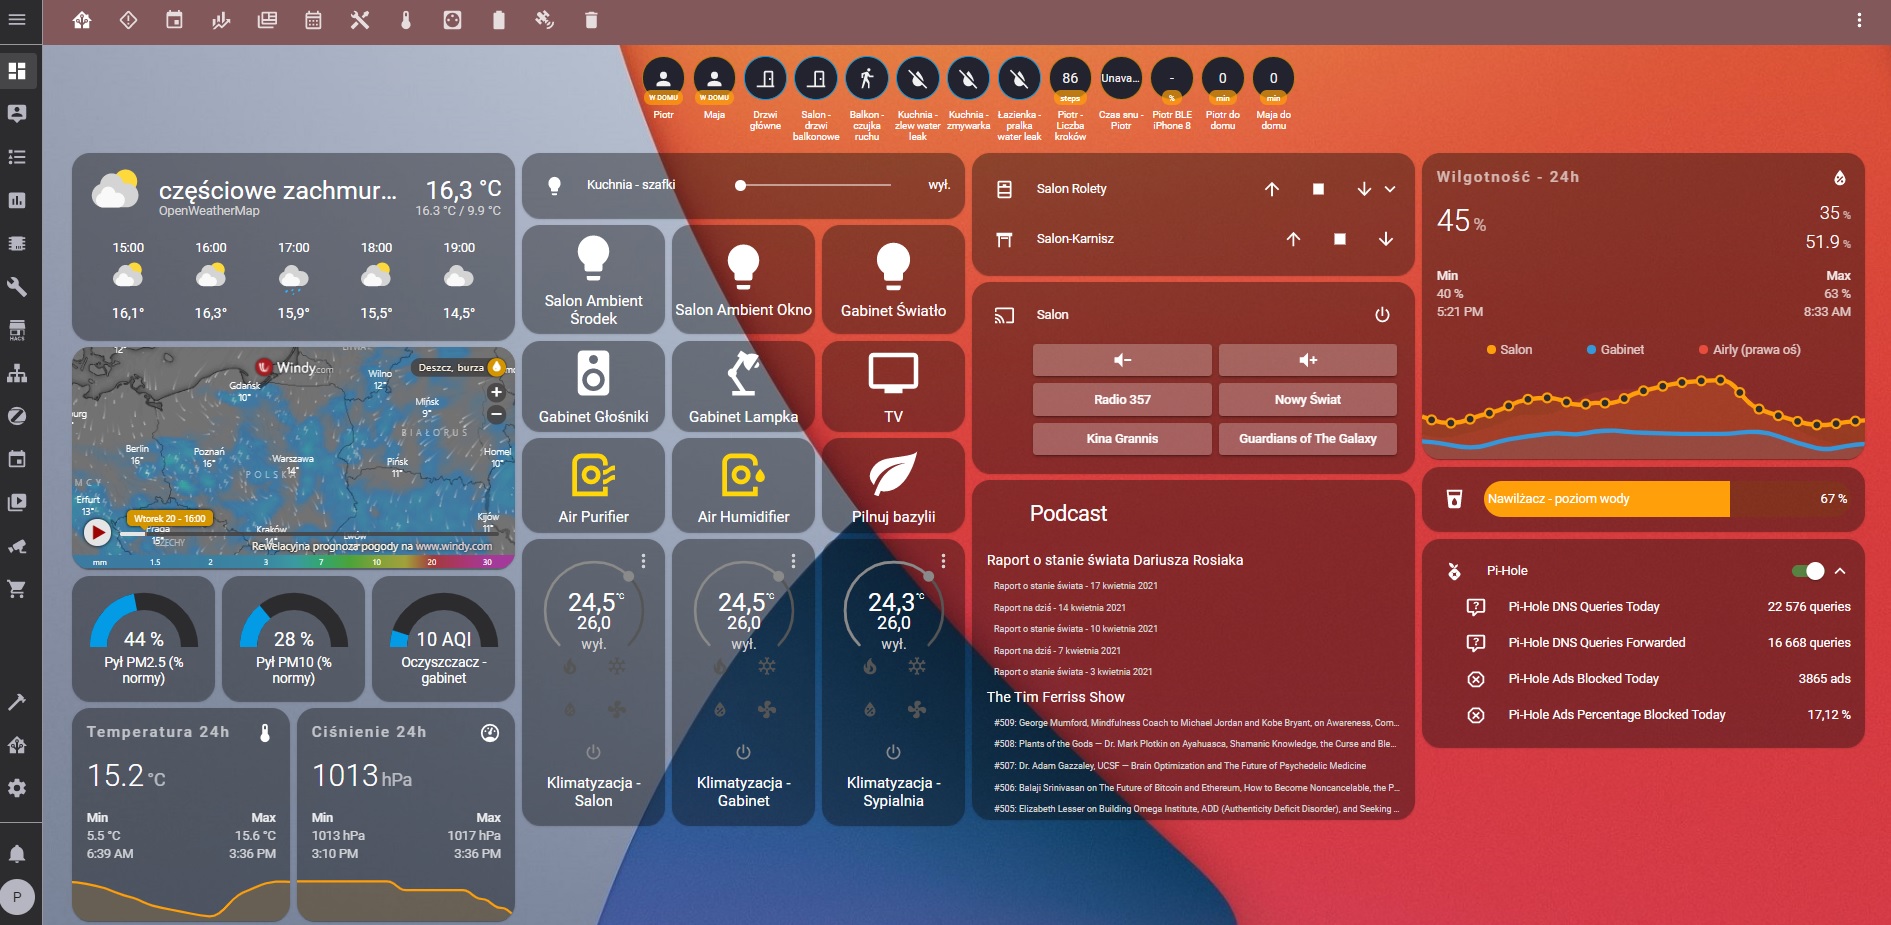 86
Unava...
-
0
0
W DOMU
W DOMU
steps
%
min
min
Piotr
Maja
Drzwi
główne
Salon -
drzwi
balkonowe
Balkon -
czujka
ruchu
Kuchnia -
zlew water
leak
Kuchnia -
zmywarka
Łazienka -
pralka
water leak
Piotr -
Liczba
kroków
Czas snu -
Piotr
Piotr BLE
iPhone 8
Piotr do
domu
Maja do
domu
HACS
P
częściowe zachmur...
16,3 °C
OpenWeatherMap
16.3 °C / 9.9 °C
15:00 16:00 17:00 18:00 19:00
16,1° 16,3° 15,9° 15,5° 14,5°
12°
Windy.com
Deszcz, burza
Gdańsk
10°
Wilno
12°
+
−
Mińsk
9°
BIAŁORUŚ
Berlin
16°
Poznań
16°
Warszawa
14°
POLSKA
Pińsk
11°
Homel
10°
Erfurt
13°
Wtorek 20 - 16:00
Praga
15°
Kraków
14°
Lwów
Kijów
11°
Rewelacyjna prognoza pogody na www.windy.com
mm 1.5 2 3 7 10 20 30
44 %
Pył PM2.5 (%
normy)
28 %
Pył PM10 (%
normy)
10 AQI
Oczyszczacz -
gabinet
Temperatura 24h
15.2 °C
Min Max
5.5 °C 15.6 °C
6:39 AM 3:36 PM
Ciśnienie 24h
1013 hPa
Min Max
1013 hPa 1017 hPa
3:10 PM 3:36 PM
Kuchnia - szafki
wył.
Salon Ambient
Środek
Salon Ambient Okno
Gabinet Światło
Gabinet Głośniki
Gabinet Lampka
TV
Air Purifier
Air Humidifier
Pilnuj bazylii
24,5 °C
26,0
wył.
Klimatyzacja -
Salon
24,5 °C
26,0
wył.
Klimatyzacja -
Gabinet
24,3 °C
26,0
wył.
Klimatyzacja -
Sypialnia
Salon Rolety
Salon-Karnisz
Salon
Radio 357
Nowy Świat
Kina Grannis
Guardians of The Galaxy
Podcast
Raport o stanie świata Dariusza Rosiaka
Raport o stanie świata - 17 kwietnia 2021
Raport na dziś - 14 kwietnia 2021
Raport o stanie świata - 10 kwietnia 2021
Raport na dziś - 7 kwietnia 2021
Raport o stanie świata - 3 kwietnia 2021
The Tim Ferriss Show
#509: George Mumford, Mindfulness Coach to Michael Jordan and Kobe Bryant, on Awareness, Com...
#508: Plants of the Gods — Dr. Mark Plotkin on Ayahuasca, Shamanic Knowledge, the Curse and Ble...
#507: Dr. Adam Gazzaley, UCSF — Brain Optimization and The Future of Psychedelic Medicine
#506: Balaji Srinivasan on The Future of Bitcoin and Ethereum, How to Become Noncancelable, the P...
#505: Elizabeth Lesser on Building Omega Institute, ADD (Authenticity Deficit Disorder), and Seeking ...
Wilgotność - 24h
45 %
35 %
51.9 %
Min Max
40 % 63 %
5:21 PM 8:33 AM
Salon Gabinet Airly (prawa oś)
Nawilżacz - poziom wody
67 %
Pi-Hole
Pi-Hole DNS Queries Today 22 576 queries
Pi-Hole DNS Queries Forwarded 16 668 queries
Pi-Hole Ads Blocked Today 3865 ads
Pi-Hole Ads Percentage Blocked Today 17,12 %